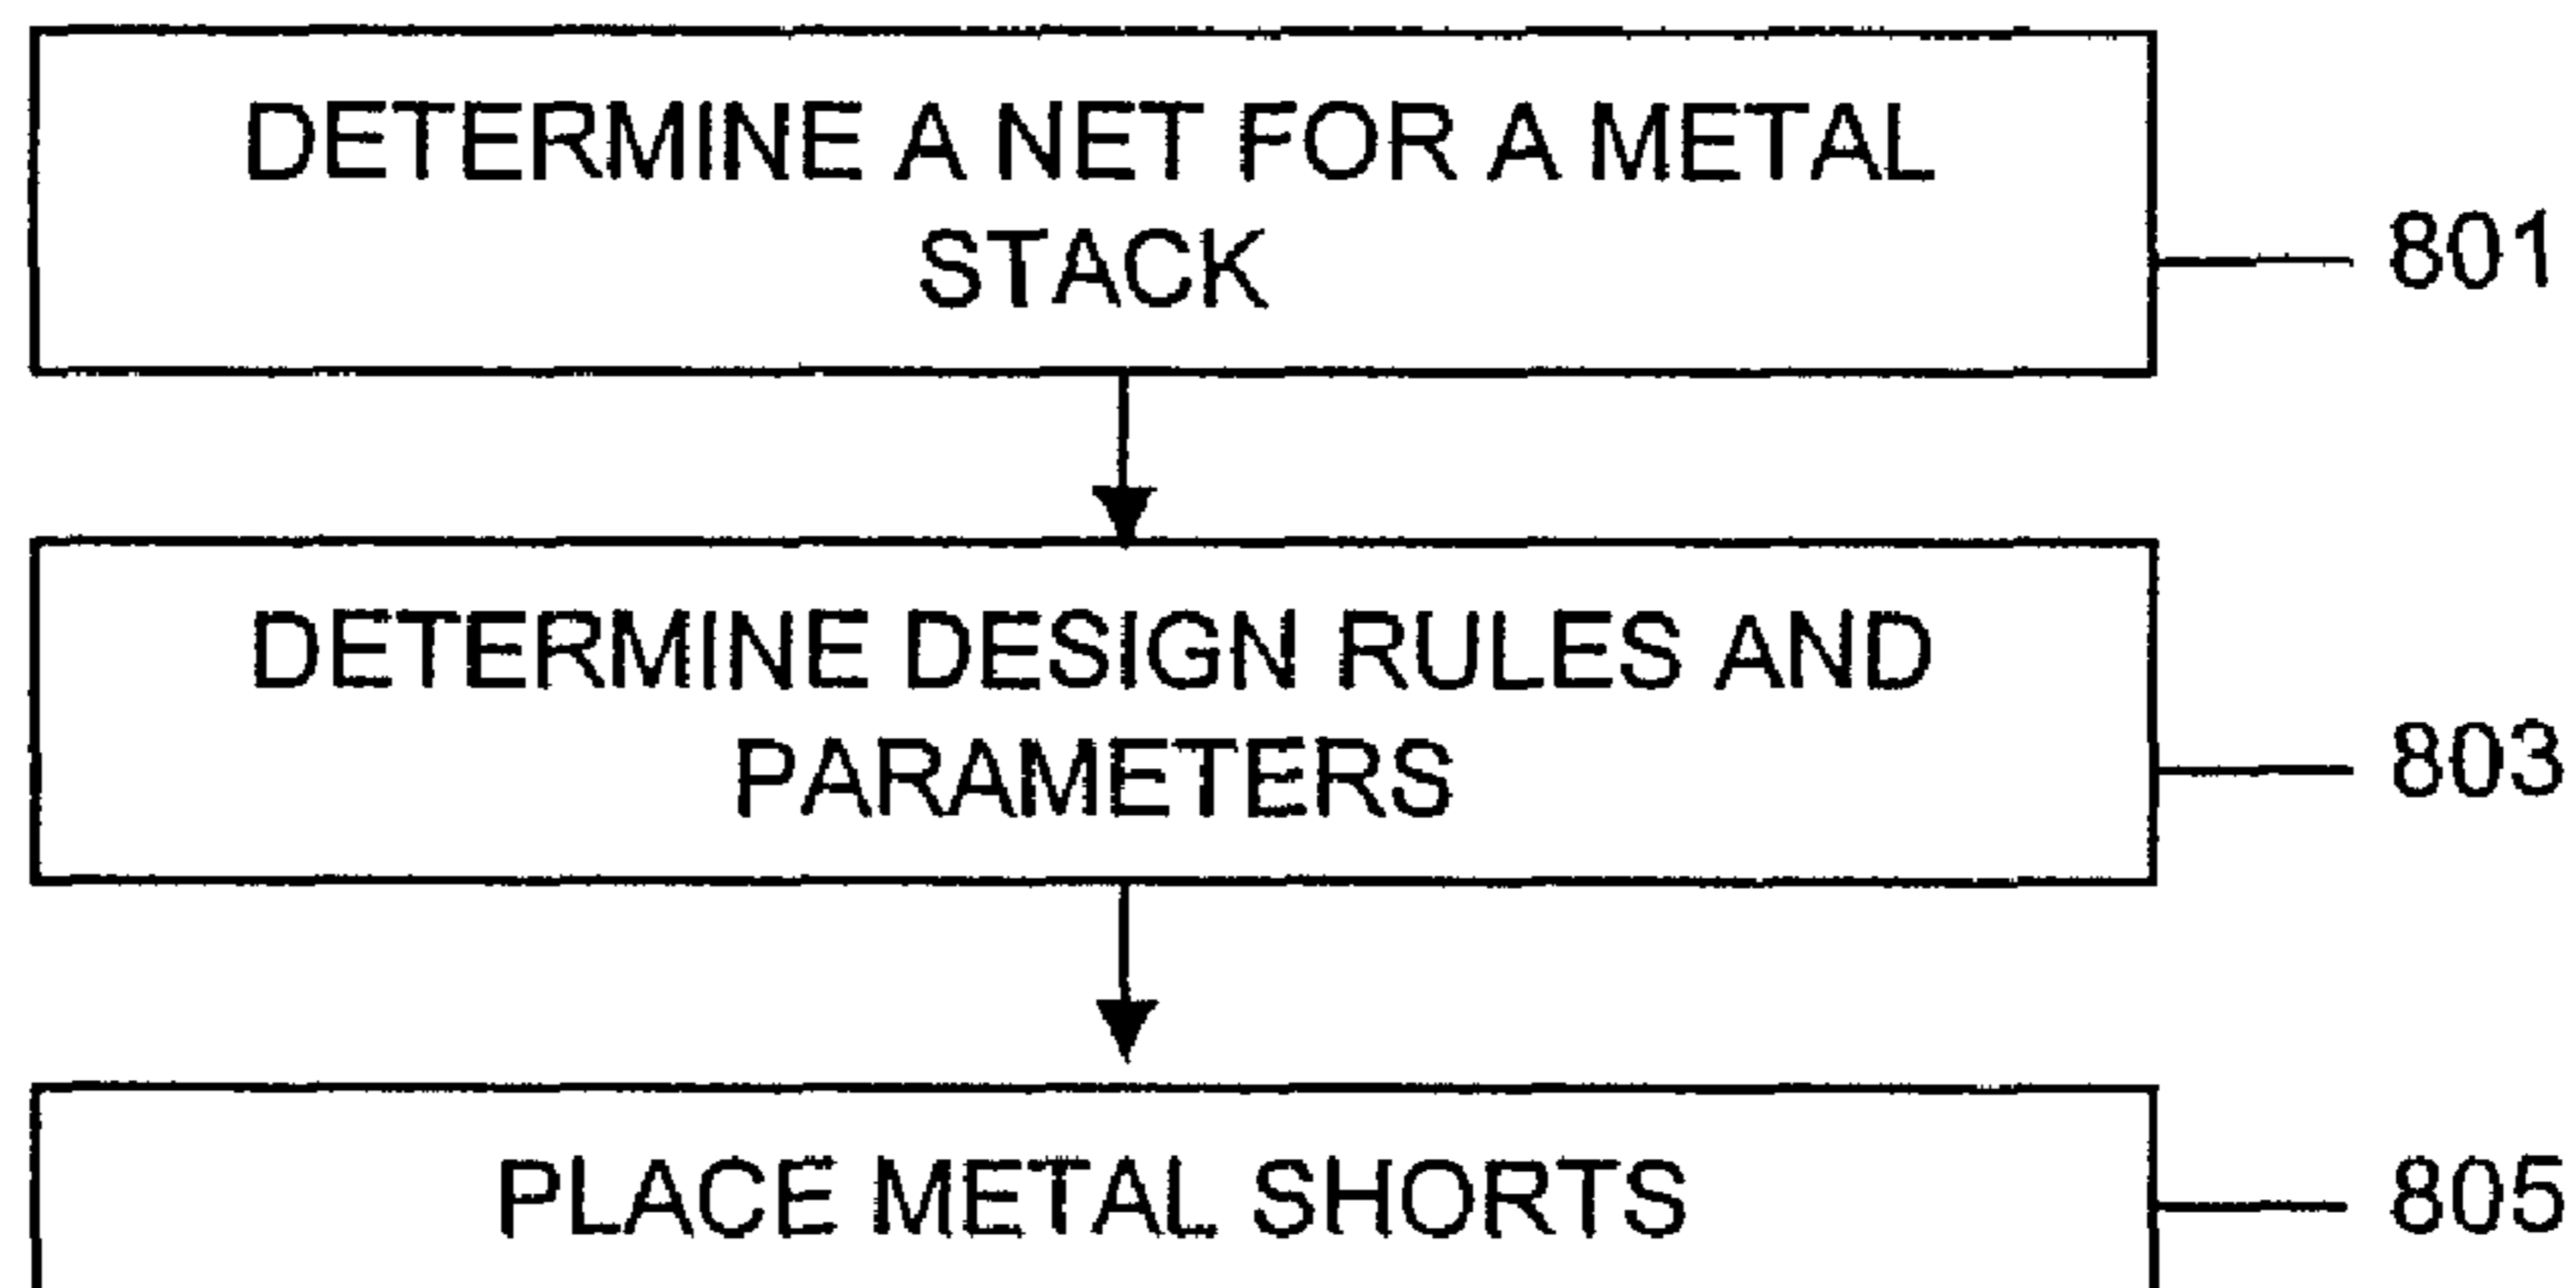 DETERMINE A NET FOR A METAL
STACK
801
DETERMINE DESIGN RULES AND
PARAMETERS
803
PLACE METAL SHORTS
805